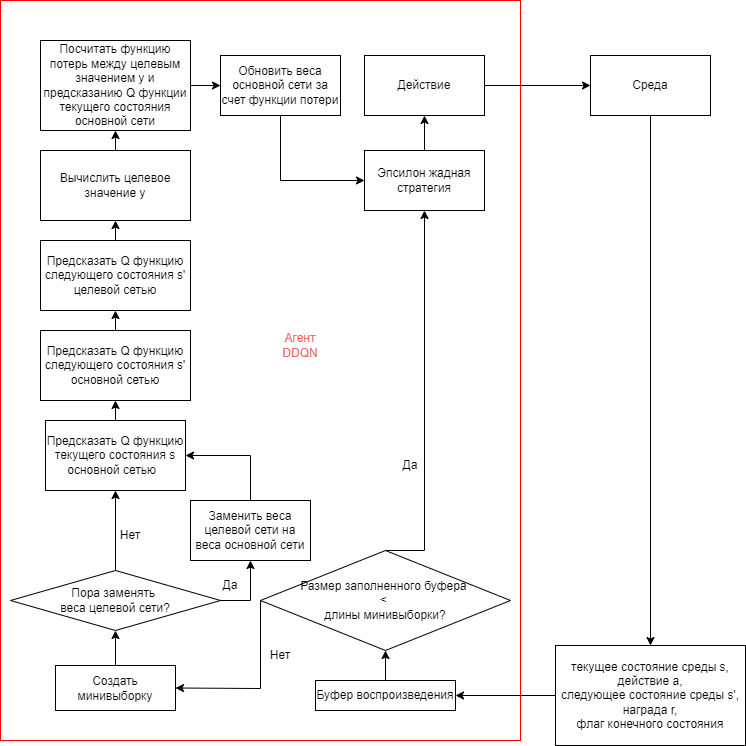 Посчитать функцию
потерь между целевым
значением y и
предсказанию Q функции
текущего состояния
основной сети
Обновить веса
основной сети за
счет функции потери
Действие
Среда
Вычислить целевое
значение y
Эпсилон жадная
стратегия
Предсказать Q функцию
следующего состояния s'
целевой сетью
Агент
DDQN
Предсказать Q функцию
следующего состояния s'
основной сетью
Предсказать Q функцию
текущего состояния s
основной сетью
Да
Нет
Заменить веса
целевой сети на
веса основной сети
Пора заменять
веса целевой сети?
Да
Размер заполненного буфера
<
длины минивыборки?
Нет
Создать
минивыборку
Буфер воспроизведения
текущее состояние среды s,
действие a,
следующее состояние среды s',
награда r,
флаг конечного состояния